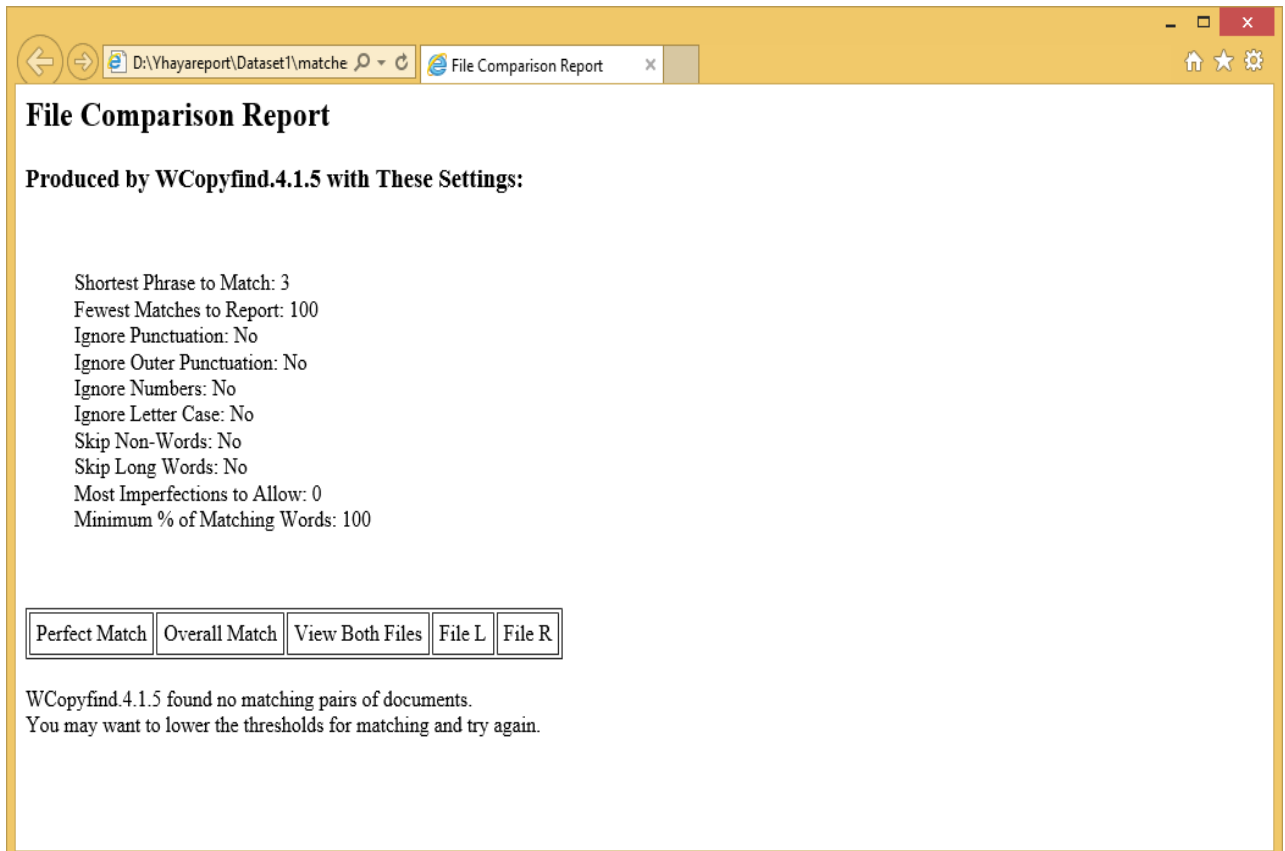 D:\Yhayareport\Dataset1\matche
File Comparison Report
File Comparison Report
Produced by WCopyfind.4.1.5 with These Settings:
Shortest Phrase to Match: 3
Fewest Matches to Report: 100
Ignore Punctuation: No
Ignore Outer Punctuation: No
Ignore Numbers: No
Ignore Letter Case: No
Skip Non-Words: No
Skip Long Words: No
Most Imperfections to Allow: 0
Minimum % of Matching Words: 100
Perfect Match Overall Match View Both Files File L File R
WCopyfind.4.1.5 found no matching pairs of documents.
You may want to lower the thresholds for matching and try again.